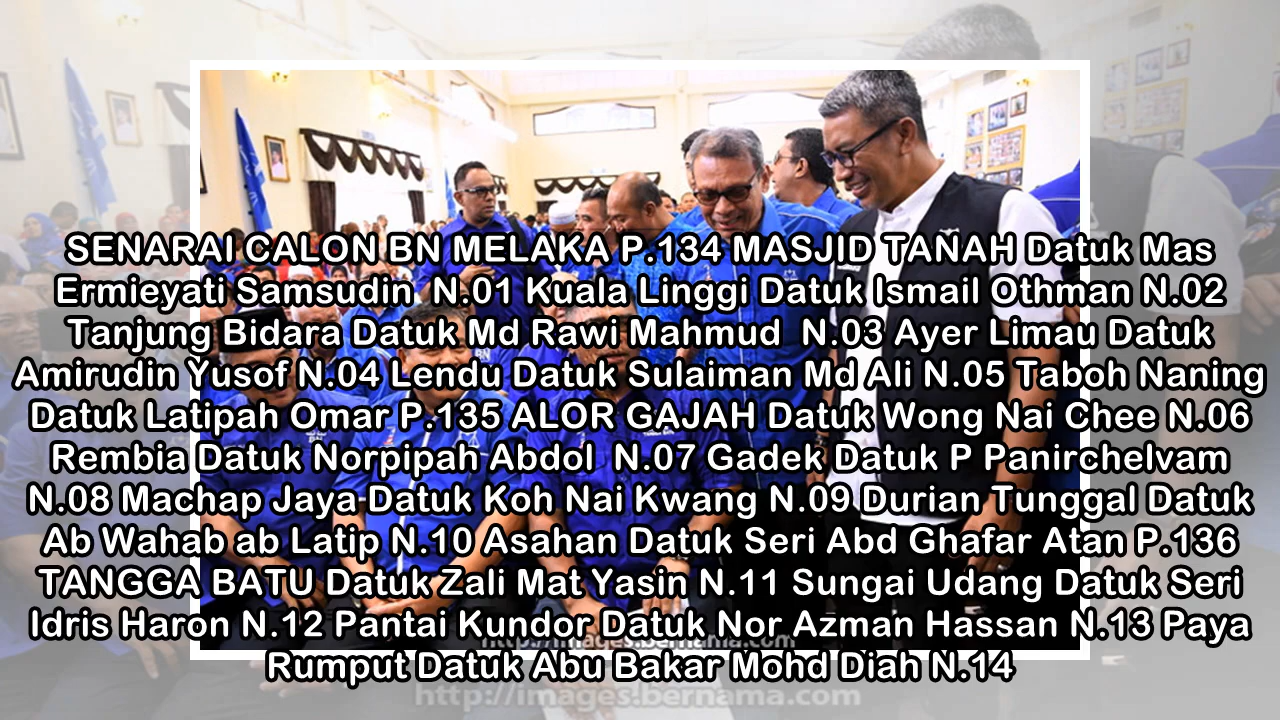 SENARAI CALON BN MELAKA P.134 MASJID TANAH Datuk Mas
Ermieyati Samsudin  N.01 Kuala Linggi Datuk Ismail Othman N.02
Tanjung Bidara Datuk Md Rawi Mahmud  N.03 Ayer Limau Datuk
Amirudin Yusof N.04 Lendu Datuk Sulaiman Md Ali N.05 Taboh Naning
Datuk Latipah Omar P.135 ALOR GAJAH Datuk Wong Nai Chee N.06
Rembia Datuk Norpipah Abdol  N.07 Gadek Datuk P Panirchelvam
N.08 Machap Jaya Datuk Koh Nai Kwang N.09 Durian Tunggal Datuk
Ab Wahab ab Latip N.10 Asahan Datuk Seri Abd Ghafar Atan P.136
TANGGA BATU Datuk Zali Mat Yasin N.11 Sungai Udang Datuk Seri
Idris Haron N.12 Pantai Kundor Datuk Nor Azman Hassan N.13 Paya
http://images.bernama.com
Rumput Datuk Abu Bakar Mohd Diah N.14
http://images.bernama.com